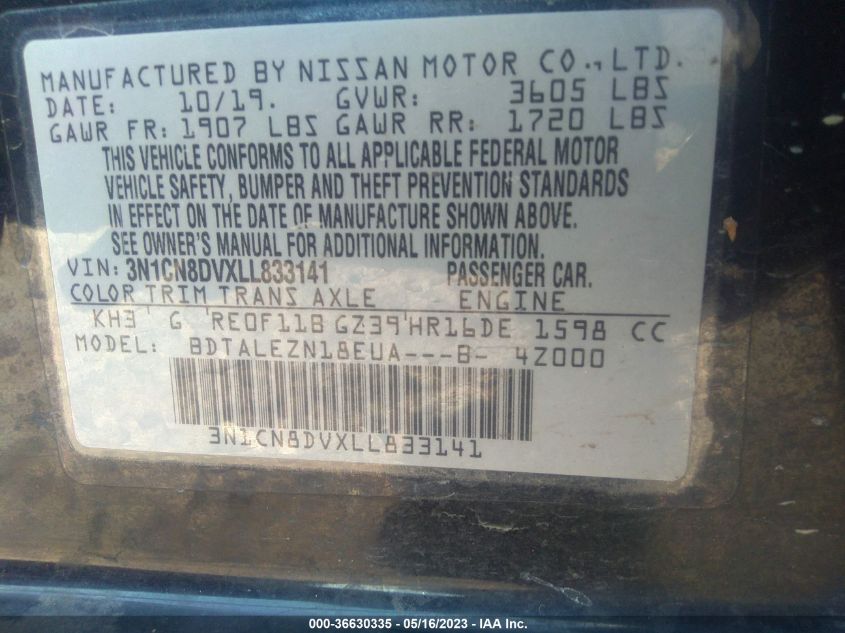 MANUFACTURED BY NISSAN MOTOR CO., LTD.
DATE: 10/19. GVWR: 3605 LBS
GAWR FR: 1907 LBS GAWR RR: 1720 LBS
THIS VEHICLE CONFORMS TO ALL APPLICABLE FEDERAL MOTOR
VEHICLE SAFETY, BUMPER AND THEFT PREVENTION STANDARDS
IN EFFECT ON THE DATE OF MANUFACTURE SHOWN ABOVE.
SEE OWNER'S MANUAL FOR ADDITIONAL INFORMATION.
VIN: 3N1CN8DVXLL833141 PASSENGER CAR.
COLOR TRIM TRANS AXLE ENGINE
KH3 G RE0F11B GZ39 HR16DE 1598 CC
MODEL: BDTALEZN18EUA---B- 4Z000
3N1CN8DVXLL833141
000-36630335 - 05/16/2023 - IAA Inc.